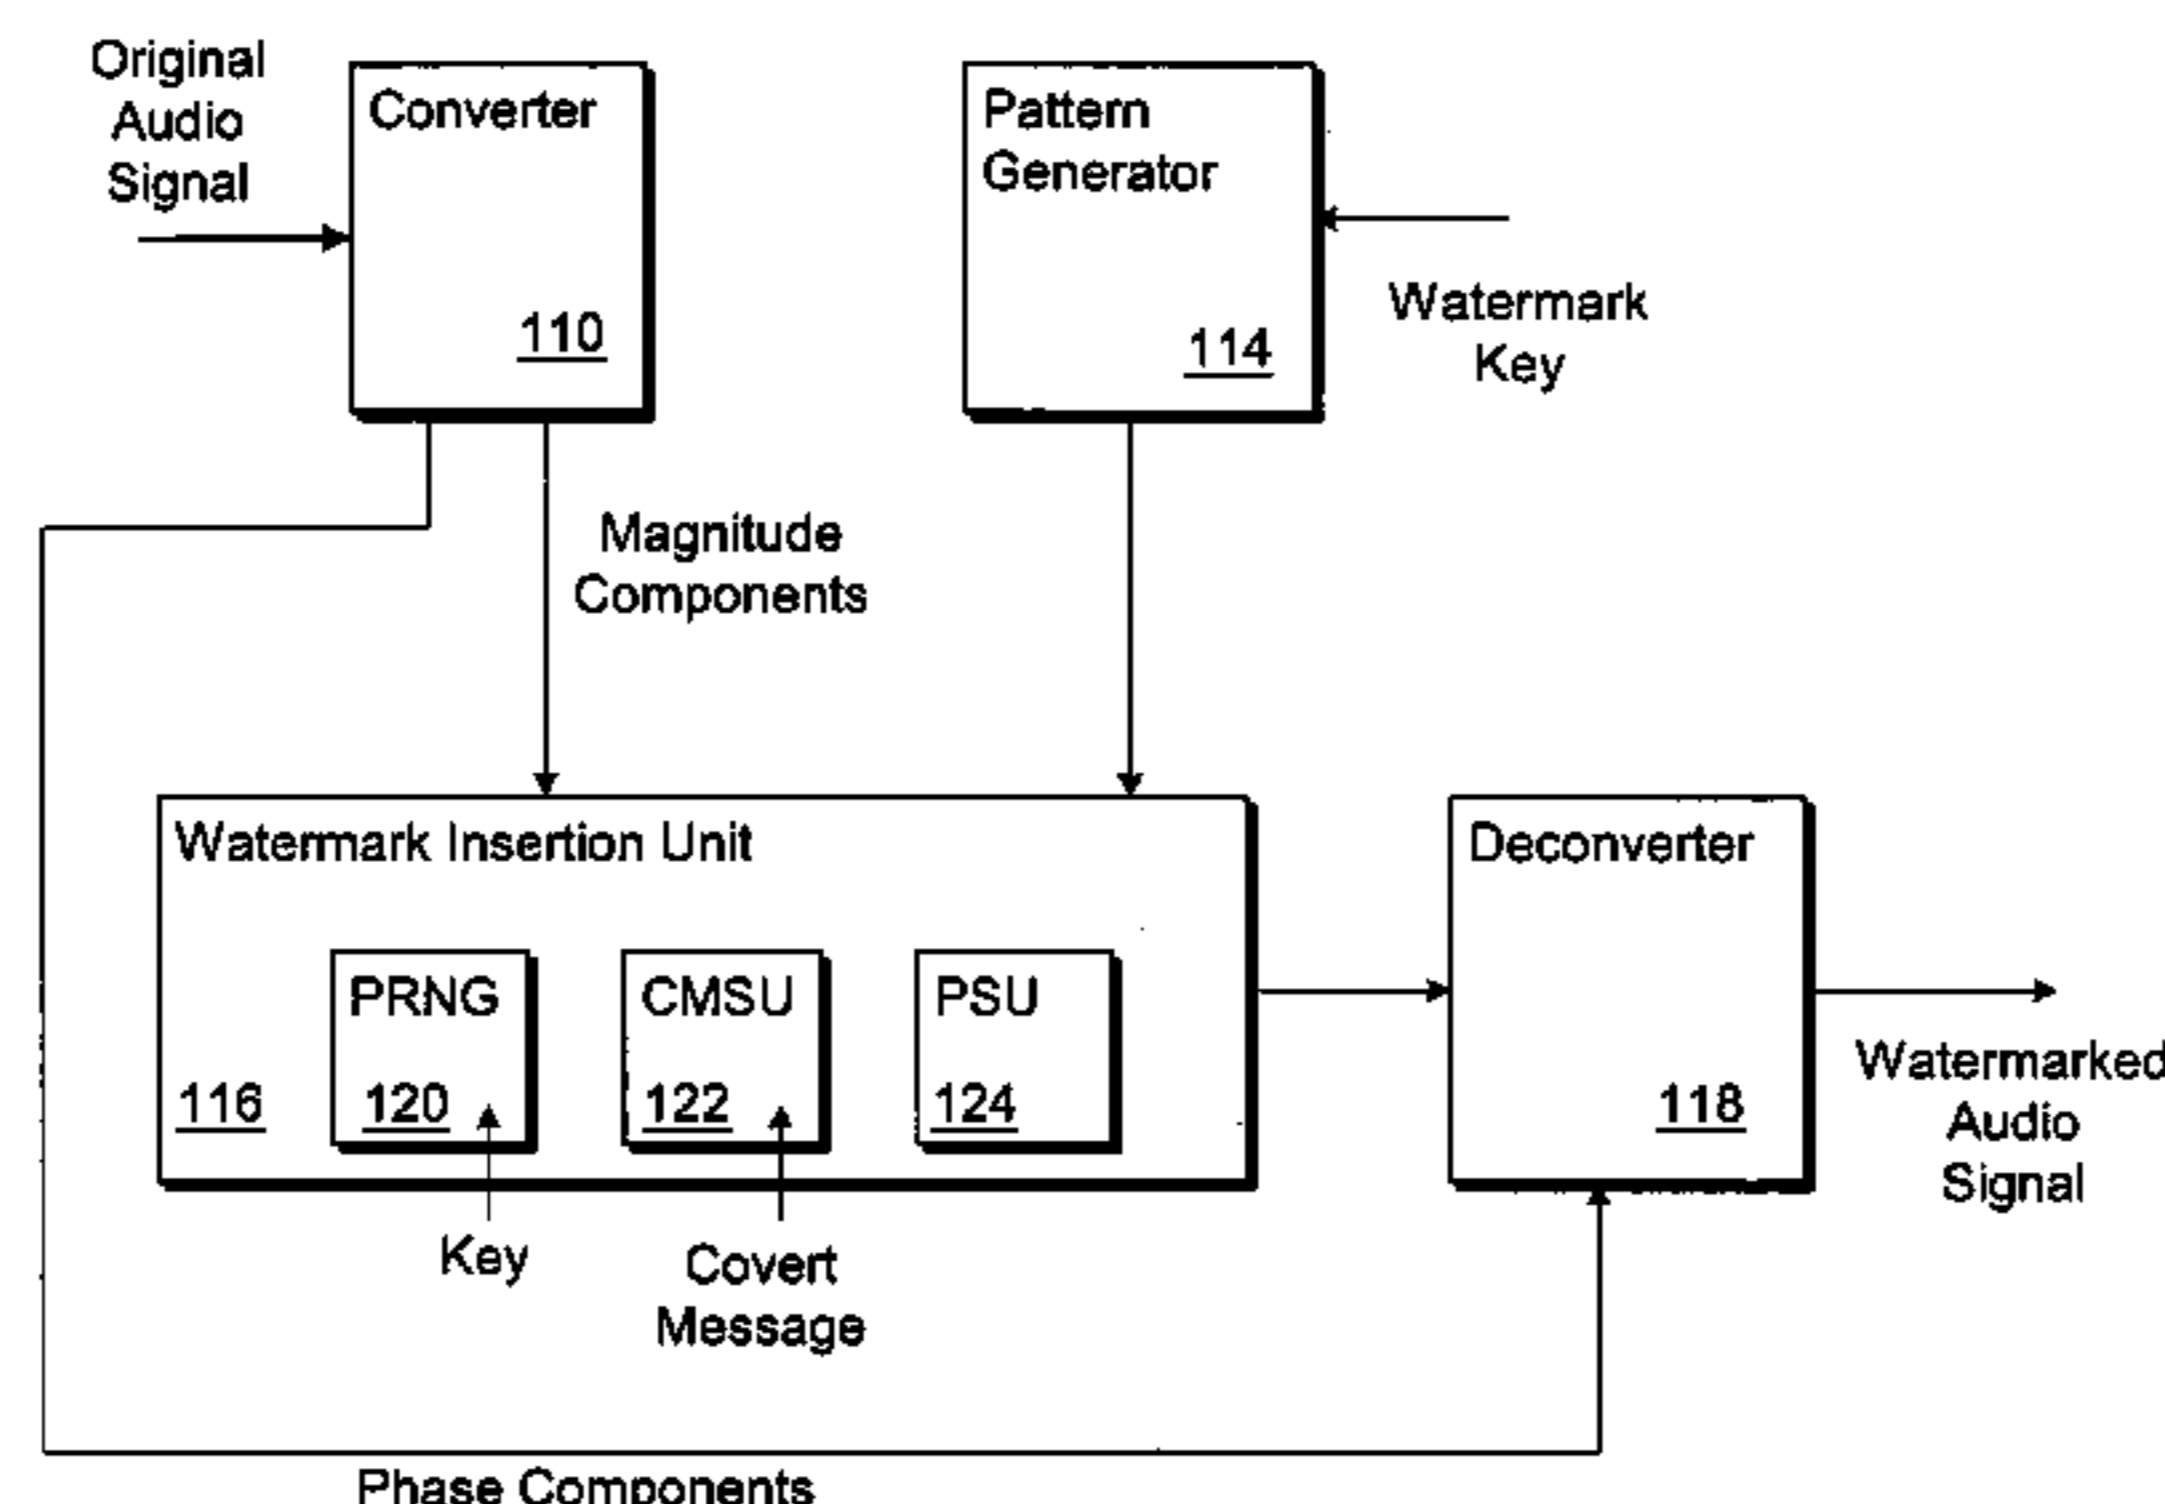 Original
Audio
Signal
Converter
110
Pattern
Generator
114
Watermark
Key
Magnitude
Components
Watermark Insertion Unit
116
PRNG
120
CMSU
122
PSU
124
Key
Covert
Message
Deconverter
118
Watermarked
Audio
Signal
Phase Components